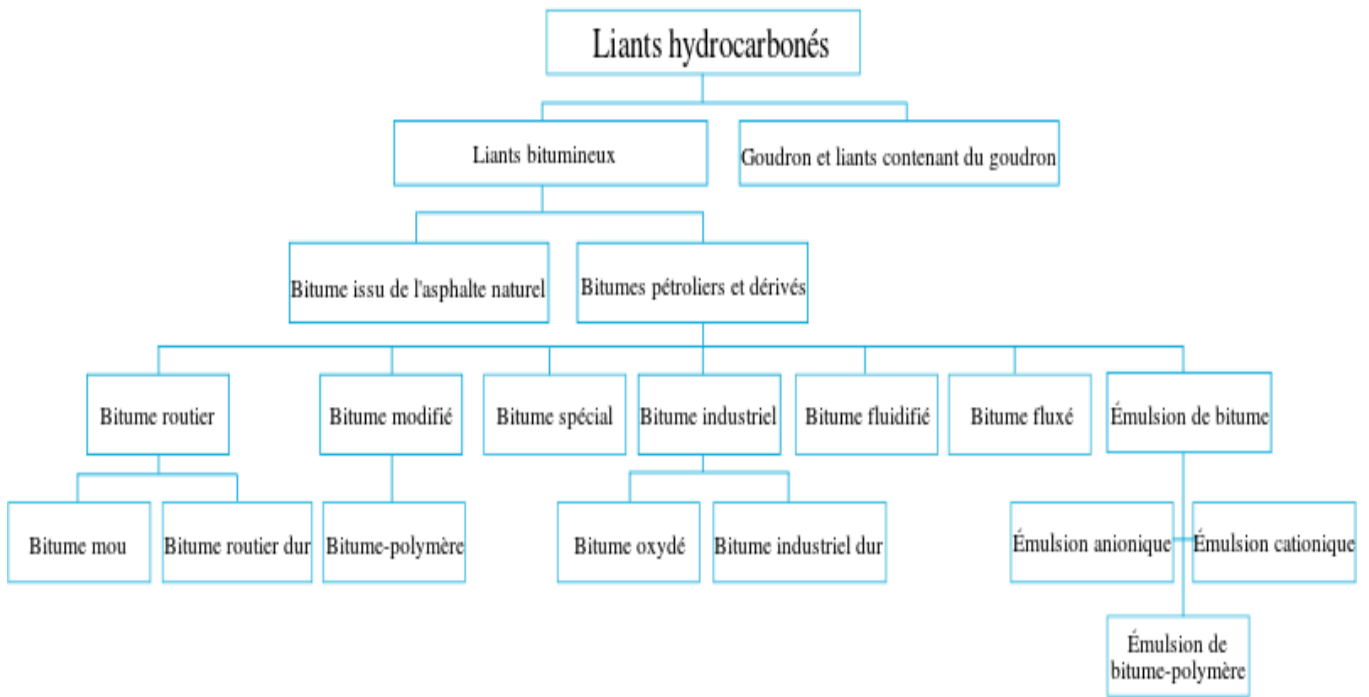 Liants hydrocarbonés
Liants bitumineux
Goudron et liants contenant du goudron
Bitume issu de l'asphalte naturel
Bitumes pétroliers et dérivés
Bitume routier
Bitume modifié
Bitume spécial
Bitume industriel
Bitume fluidifié
Bitume fluxé
Émulsion de bitume
Bitume mou
Bitume routier dur
Bitume-polymère
Bitume oxydé
Bitume industriel dur
Émulsion anionique
Émulsion cationique
Émulsion de
bitume-polymère